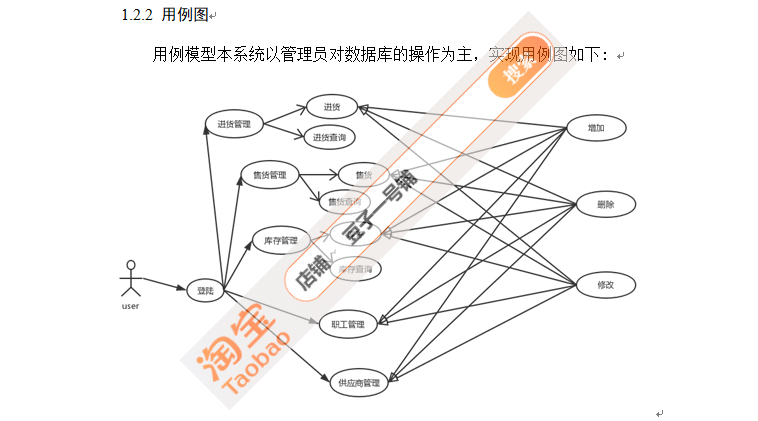 1.2.2 用例图
用例模型本系统以管理员对数据库的操作为主，实现用例图如下：
搜索
进货
进货管理
进货查询
增加
售货管理
售货
售货查询
删除
店铺
豆子一号铺
库存管理
库存查询
登陆
修改
user
职工管理
供应商管理
淘宝
Taobao